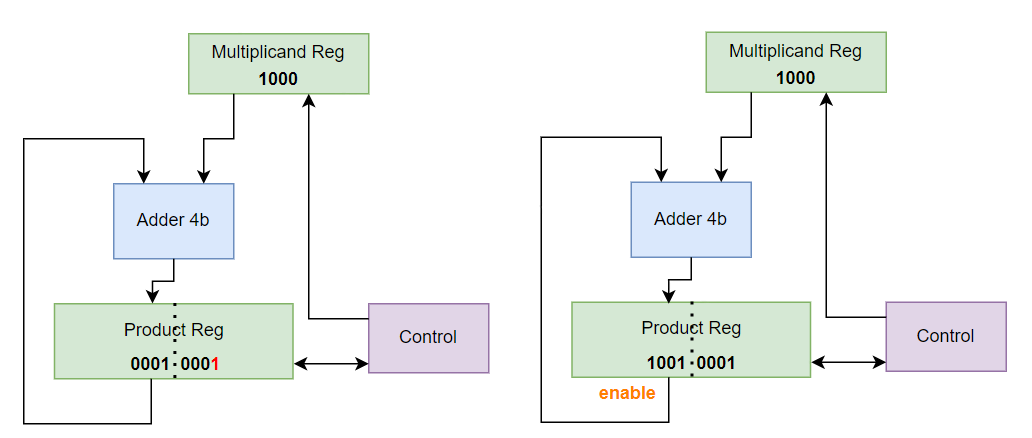 Multiplicand Reg
1000
Adder 4b
Product Reg
0001 0001
Control
Multiplicand Reg
1000
Adder 4b
Product Reg
1001 0001
Control
enable